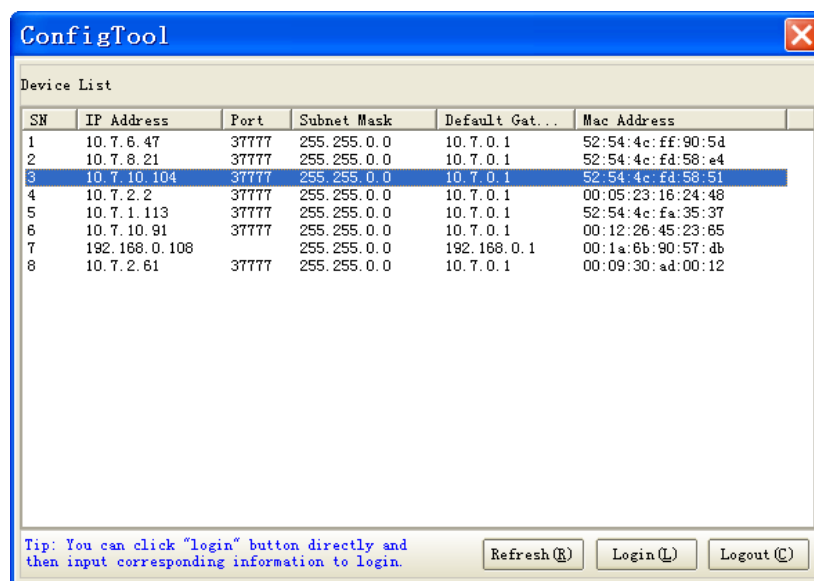 ConfigTool
Device List
SN IP Address Port Subnet Mask Default Gat... Mac Address
1 10.7.6.47 37777 255.255.0.0 10.7.0.1 52:54:4c:ff:90:5d
2 10.7.8.21 37777 255.255.0.0 10.7.0.1 52:54:4c:fd:58:e4
3 10.7.10.104 37777 255.255.0.0 10.7.0.1 52:54:4c:fd:58:51
4 10.7.2.2 37777 255.255.0.0 10.7.0.1 00:05:23:16:24:48
5 10.7.1.113 37777 255.255.0.0 10.7.0.1 52:54:4c:fa:35:37
6 10.7.10.91 37777 255.255.0.0 10.7.0.1 00:12:26:45:23:65
7 192.168.0.108 255.255.0.0 192.168.0.1 00:1a:6b:90:57:db
8 10.7.2.61 37777 255.255.0.0 10.7.0.1 00:09:30:ad:00:12
Tip: You can click "login" button directly and
then input corresponding information to login.
Refresh(R) Login(L) Logout(C)